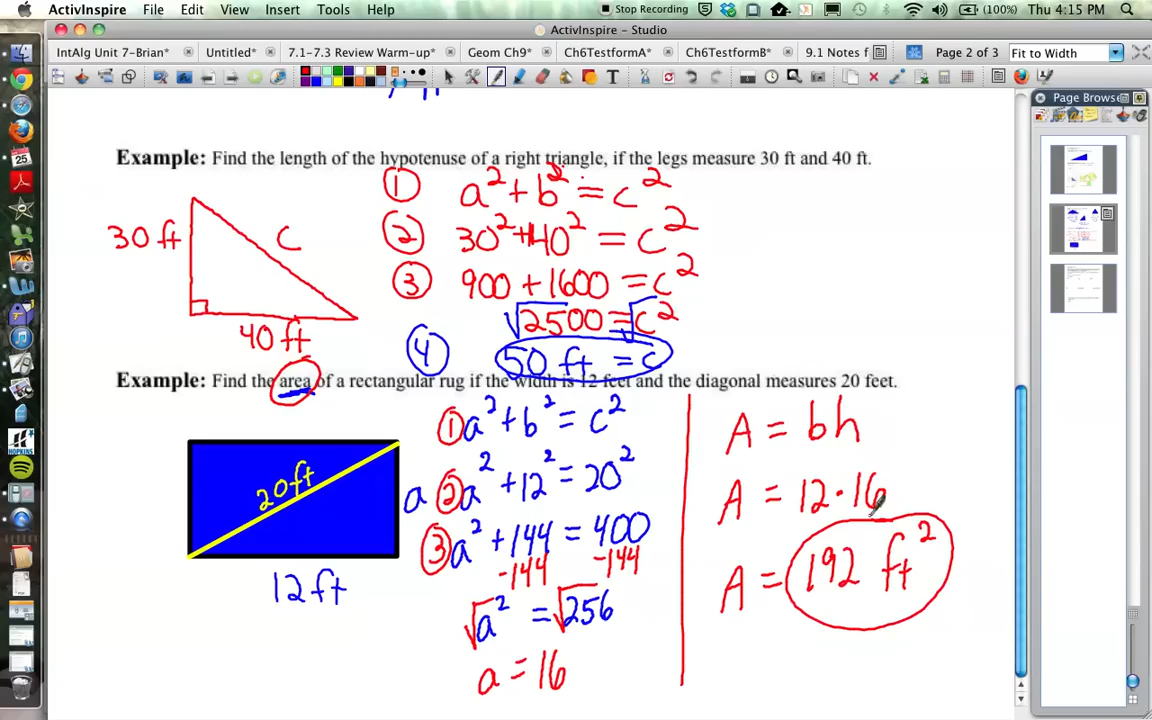 ActivInspire File Edit View Insert Tools Help Stop Recording (100%) Thu 4:15 PM
ActivInspire - Studio
IntAlg Unit 7-Brian* Untitled* 7.1-7.3 Review Warm-up* Geom Ch9* Ch6TestformA* Ch6TestformB* 9.1 Notes f Page 2 of 3 Fit to Width
Page Brows
Example: Find the length of the hypotenuse of a right triangle, if the legs measure 30 ft and 40 ft.
30 ft
c
40 ft
① a² + b² = c²
② 30² + 40² = c²
③ 900 + 1600 = c²
√2500 = √c²
④ 50 ft = c
Example: Find the area of a rectangular rug if the width is 12 feet and the diagonal measures 20 feet.
20 ft
a
12 ft
① a² + b² = c²
② a² + 12² = 20²
③ a² + 144 = 400
-144 -144
√a² = √256
a = 16
A = bh
A = 12 · 16
A = 192 ft²